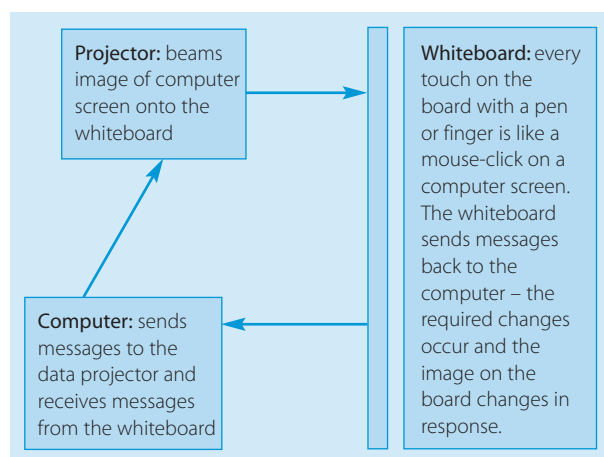 Projector: beams
image of computer
screen onto the
whiteboard
Whiteboard: every
touch on the
board with a pen
or finger is like a
mouse-click on a
computer screen.
The whiteboard
sends messages
back to the
computer – the
required changes
occur and the
image on the
board changes in
response.
Computer: sends
messages to the
data projector and
receives messages
from the whiteboard